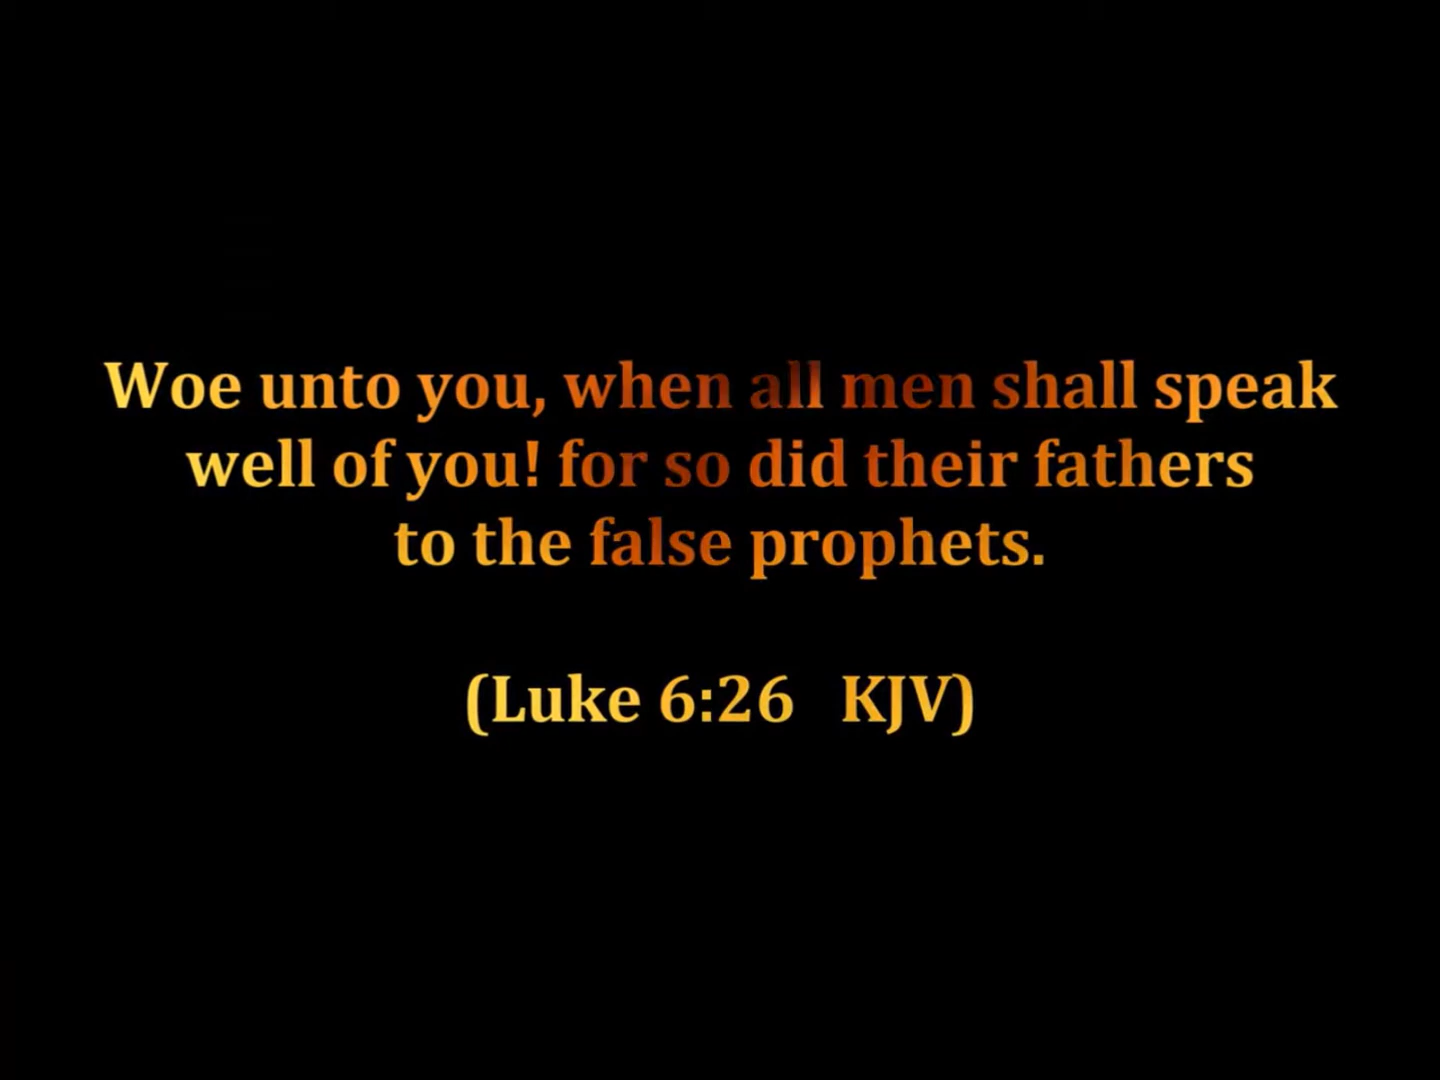 Woe unto you, when all men shall speak
well of you! for so did their fathers
to the false prophets.
(Luke 6:26   KJV)